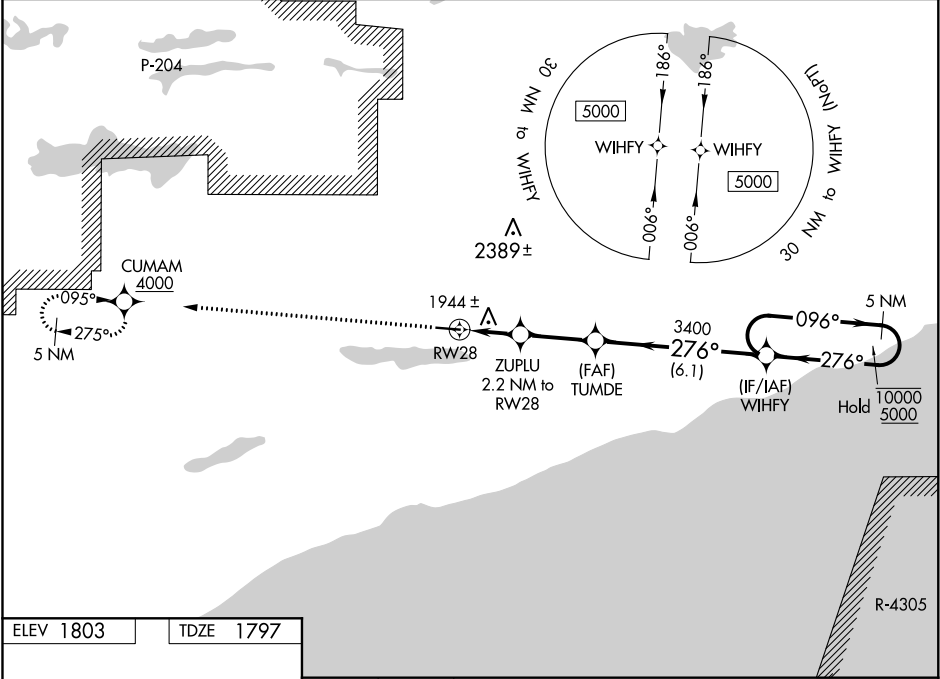 P-204
30 NM to WIHFY
5000
186°
WIHFY
006°
186°
WIHFY
5000
006°
30 NM to WIHFY (NoPT)
2389±
CUMAM
4000
095°
275°
5 NM
1944±
RW28
ZUPLU
2.2 NM to
RW28
(FAF)
TUMDE
3400
276°
(6.1)
(IF/IAF)
WIHFY
096°
276°
5 NM
Hold
10000
5000
R-4305
ELEV 1803
TDZE 1797